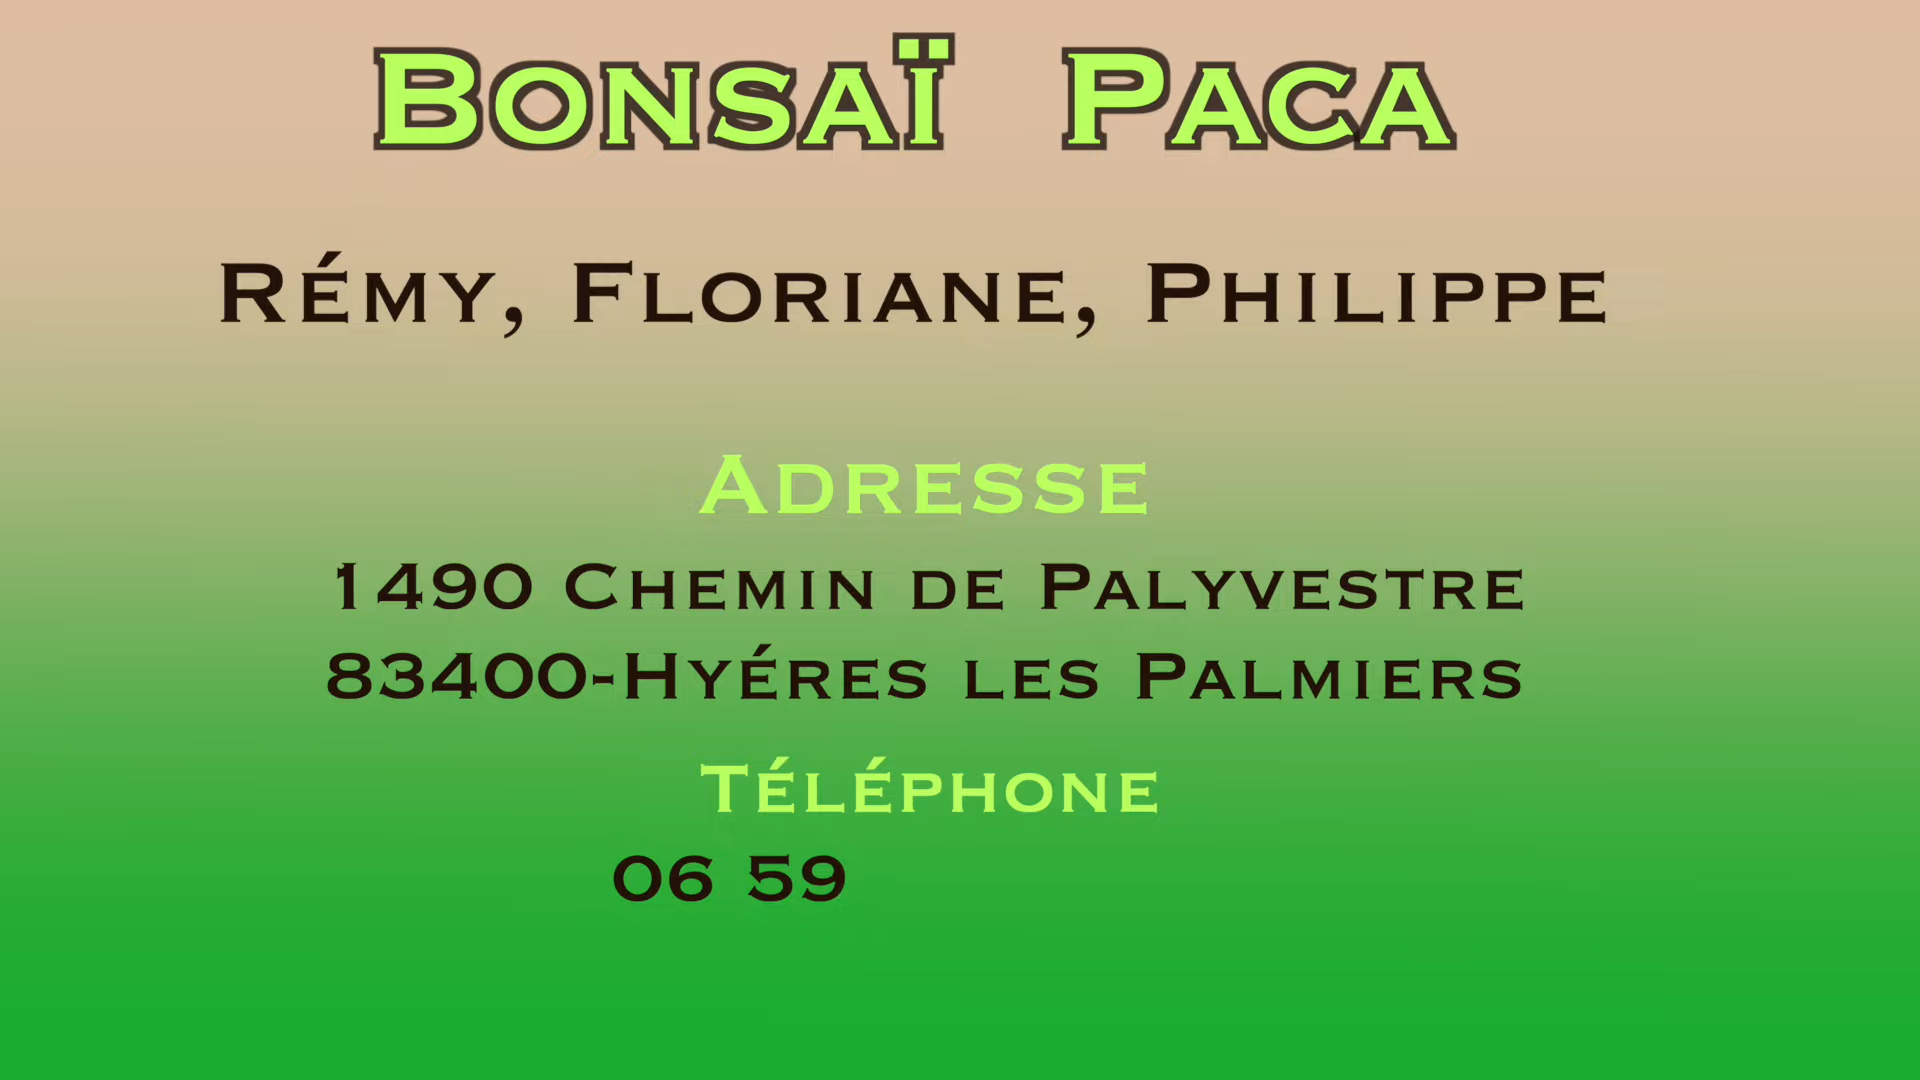 Bonsaï Paca
Rémy, Floriane, Philippe
Adresse
1490 Chemin de Palyvestre
83400-Hyéres les Palmiers
Téléphone
06 59